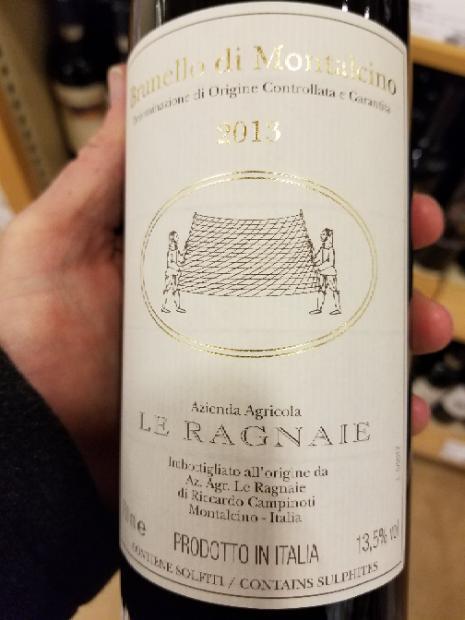 Brunello di Montalcino
Denominazione di Origine Controllata e Garantita
2013
Azienda Agricola
LE RAGNAIE
Imbottigliato all'origine da
Az. Agr. Le Ragnaie
di Riccardo Campinoti
Montalcino - Italia
PRODOTTO IN ITALIA
13,5% vol
CONTIENE SOLFITI / CONTAINS SULPHITES